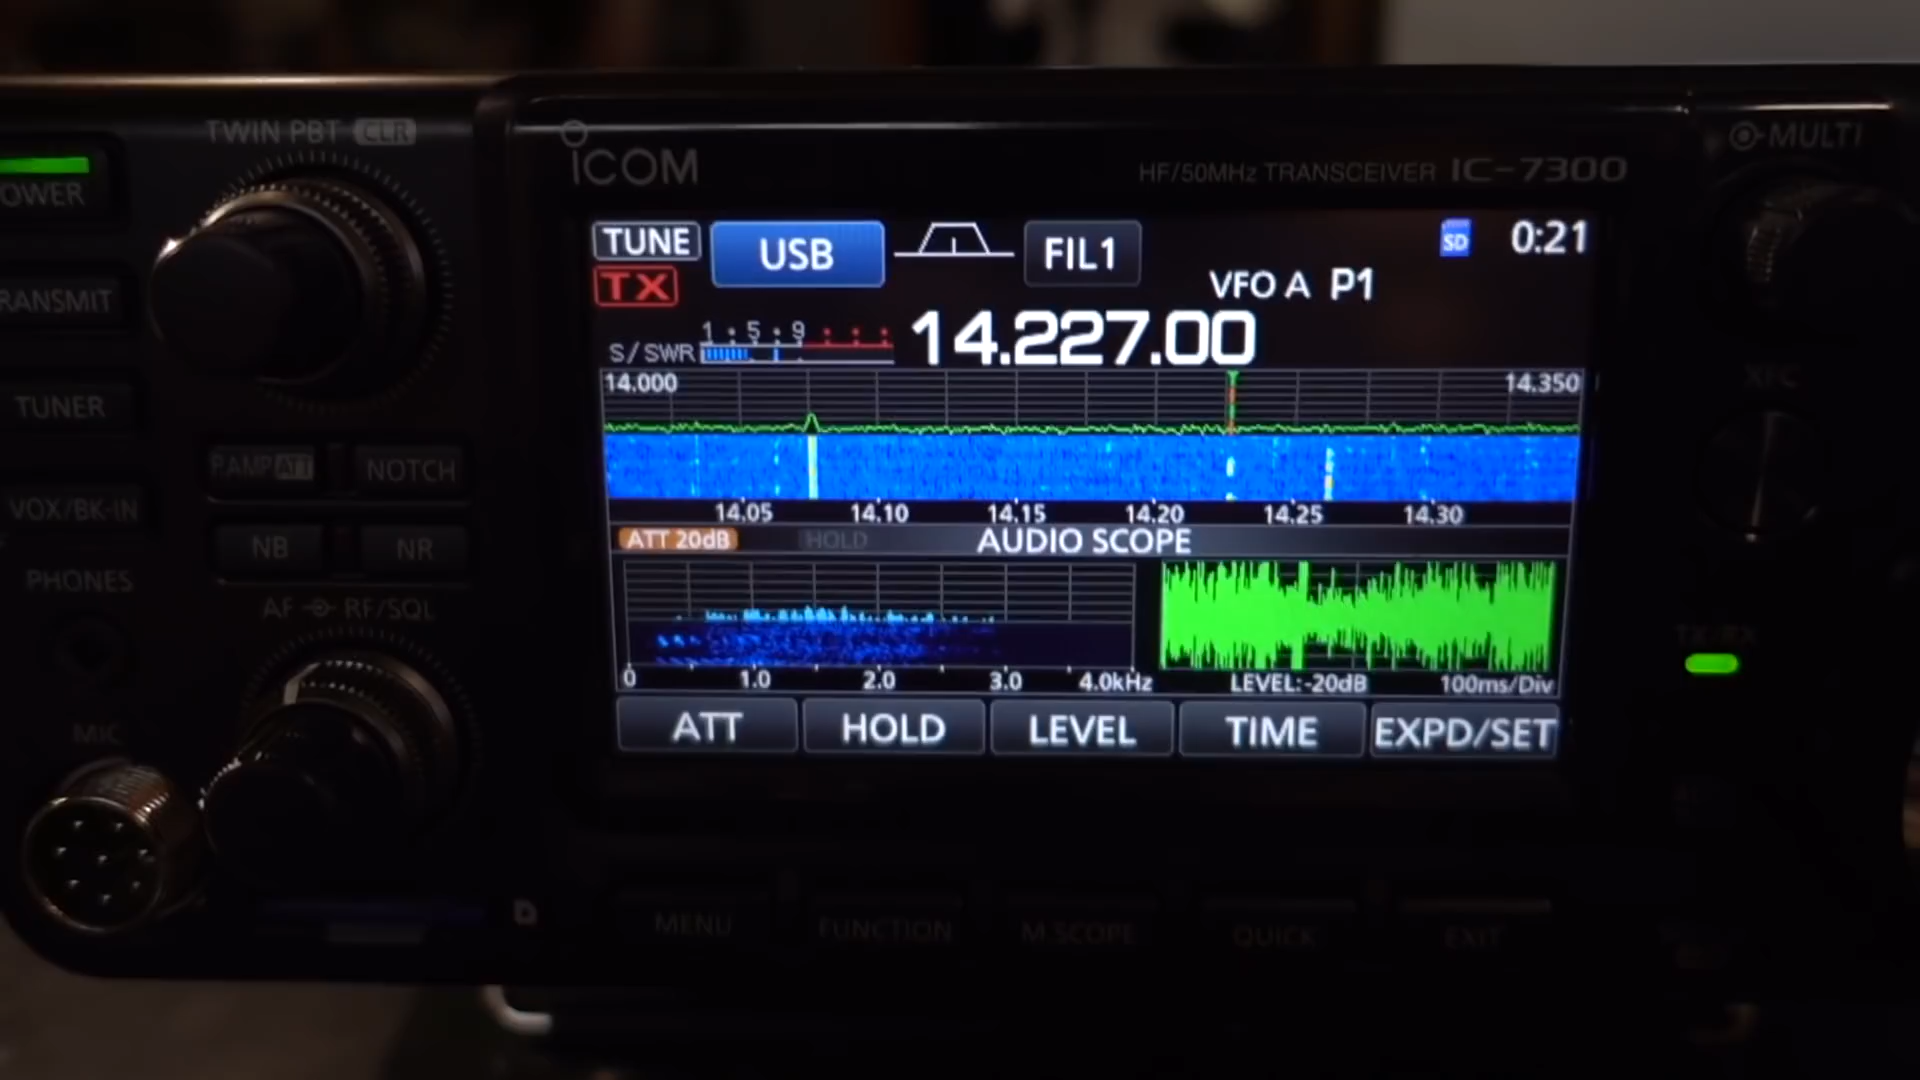 TWIN PBT CLR
OWER
ICOM
HF/50MHz TRANSCEIVER IC-7300
MULTI
TUNE
USB
FIL1
SD
0:21
TX
VFO A P1
RANSMIT
1 5 9
S/SWR
14.227.00
14.000
14.350
TUNER
P.AMP ATT
NOTCH
VOX/BK-IN
14.05 14.10 14.15 14.20 14.25 14.30
ATT 20dB
HOLD
AUDIO SCOPE
NB
NR
PHONES
AF RF/SQL
TX/RX
0 1.0 2.0 3.0 4.0kHz
LEVEL:-20dB
100ms/Div
MIC
ATT
HOLD
LEVEL
TIME
EXPD/SET
MENU
FUNCTION
M.SCOPE
QUICK
EXIT